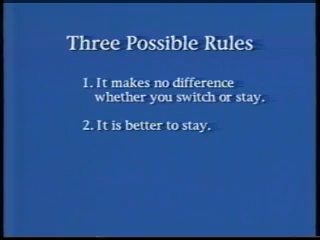 Three Possible Rules
1. It makes no difference
whether you switch or stay.
2. It is better to stay.